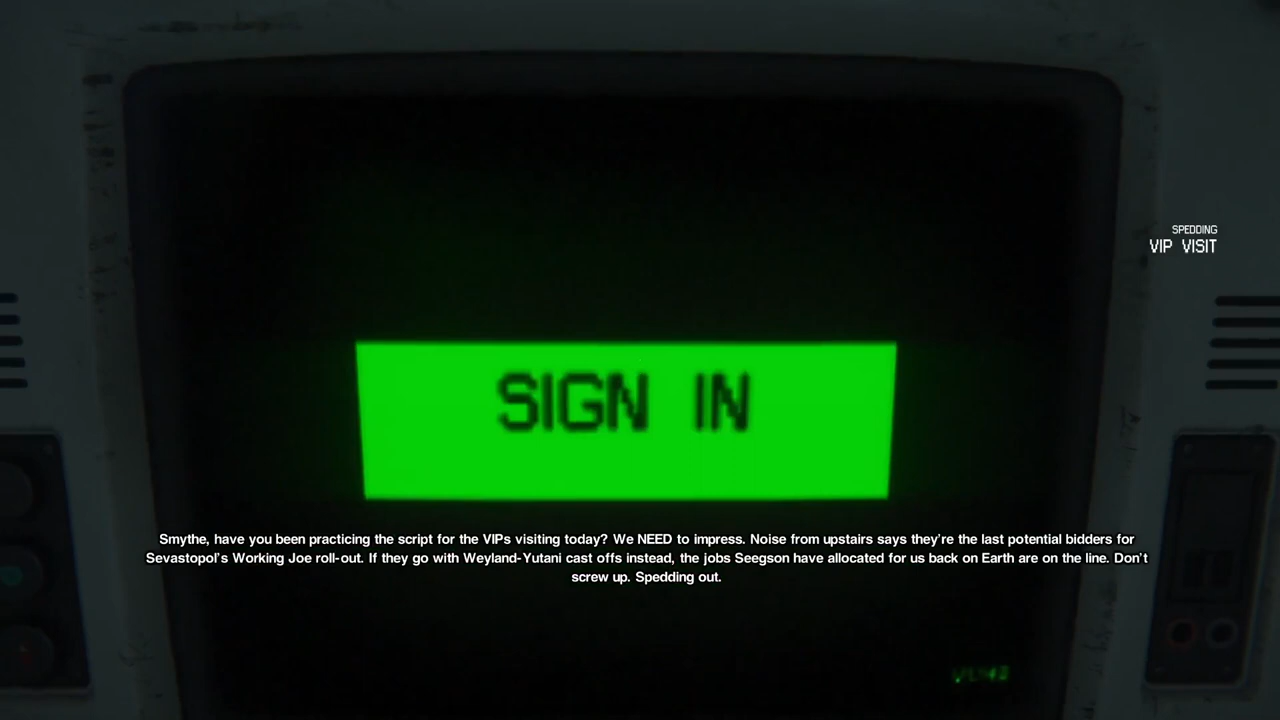 SPEDDING
VIP VISIT
SIGN IN
Smythe, have you been practicing the script for the VIPs visiting today? We NEED to impress. Noise from upstairs says they're the last potential bidders for
Sevastopol's Working Joe roll-out. If they go with Weyland-Yutani cast offs instead, the jobs Seegson have allocated for us back on Earth are on the line. Don't
screw up. Spedding out.